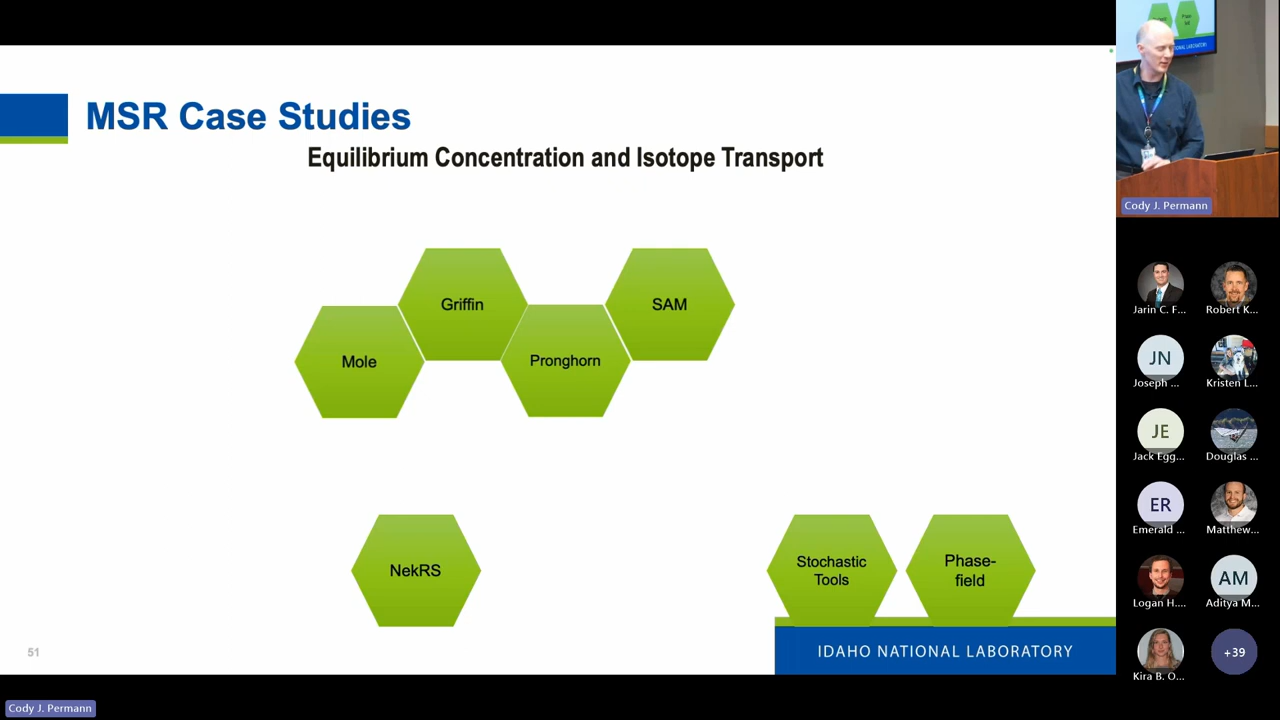 MSR Case Studies
Equilibrium Concentration and Isotope Transport
Griffin
SAM
Mole
Pronghorn
NekRS
Stochastic
Tools
Phase-
field
51
IDAHO NATIONAL LABORATORY
Cody J. Permann
Cody J. Permann
Jarin C. F...
Robert K...
JN
Joseph ...
Kristen L...
JE
Jack Egg...
Douglas ...
ER
Emerald ...
Matthew...
Logan H....
AM
Aditya M...
Kira B. O...
+39